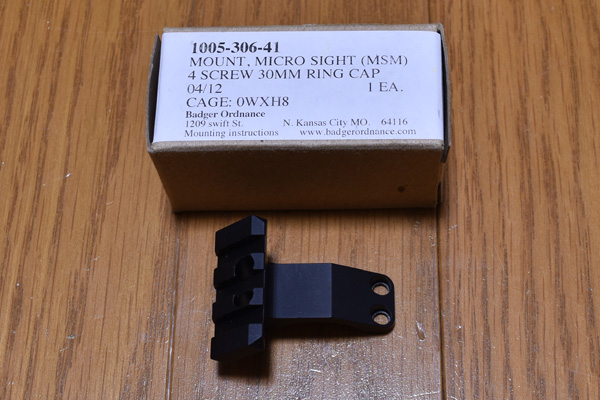 1005-306-41
MOUNT, MICRO SIGHT (MSM)
4 SCREW 30MM RING CAP
04/12 1 EA.
CAGE: 0WXH8
Badger Ordnance
1209 swift St. N. Kansas City MO. 64116
Mounting instructions www.badgerordnance.com